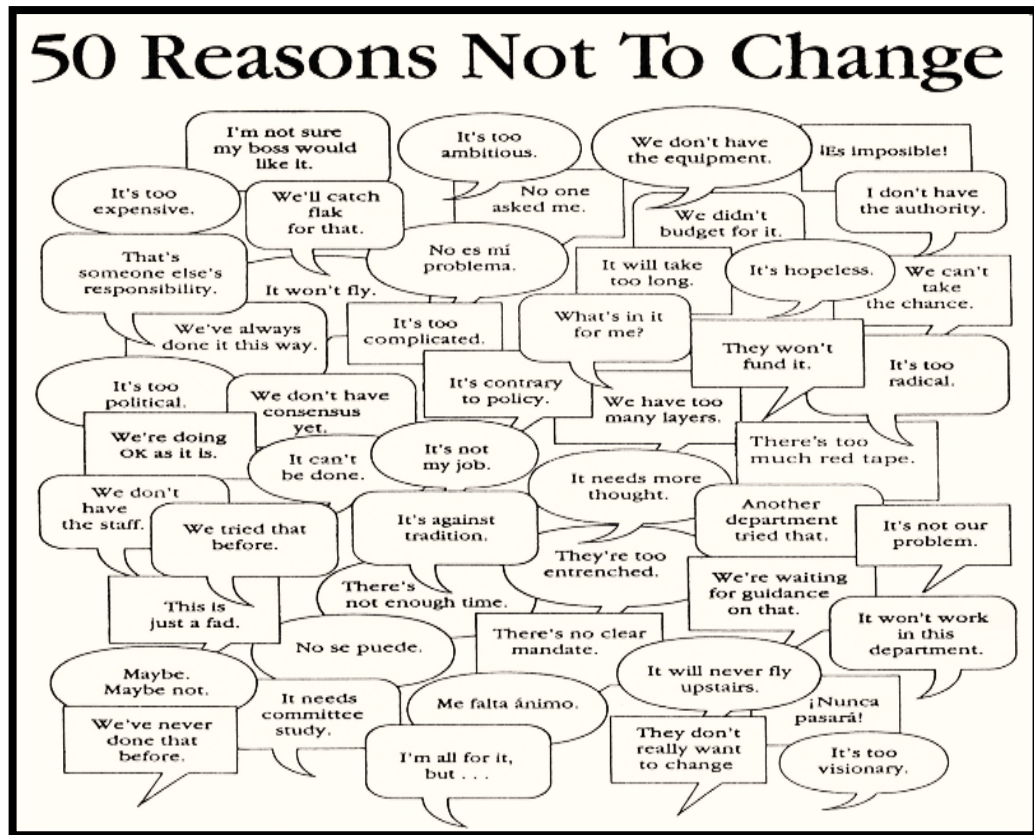 50 Reasons Not To Change
I'm not sure
my boss would
like it.
It's too
ambitious.
We don't have
the equipment.
¡Es imposible!
It's too
expensive.
We'll catch
flak
for that.
No one
asked me.
We didn't
budget for it.
I don't have
the authority.
That's
someone else's
responsibility.
It won't fly.
No es mí
problema.
It will take
too long.
It's hopeless.
We can't
take
the chance.
We've always
done it this way.
It's too
complicated.
What's in it
for me?
They won't
fund it.
It's too
radical.
It's too
political.
We don't have
consensus
yet.
It's contrary
to policy.
We have too
many layers.
We're doing
OK as it is.
It can't
be done.
It's not
my job.
It needs more
thought.
There's too
much red tape.
We don't
have
the staff.
We tried that
before.
It's against
tradition.
They're too
entrenched.
Another
department
tried that.
It's not our
problem.
This is
just a fad.
There's
not enough time.
We're waiting
for guidance
on that.
It won't work
in this
department.
No se puede.
There's no clear
mandate.
Maybe.
Maybe not.
It needs
committee
study.
Me falta ánimo.
It will never fly
upstairs.
¡Nunca
pasará!
We've never
done that
before.
I'm all for it,
but . . .
They don't
really want
to change
It's too
visionary.